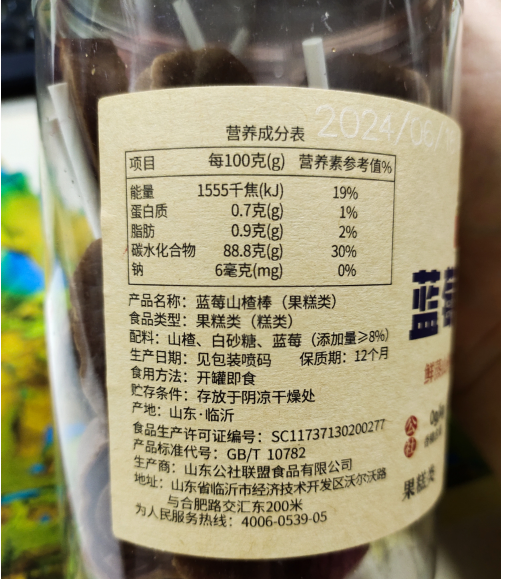 2024/06/1
营养成分表
项目 每100克(g) 营养素参考值%
能量 1555千焦(kJ) 19%
蛋白质 0.7克(g) 1%
脂肪 0.9克(g) 2%
碳水化合物 88.8克(g) 30%
钠 6毫克(mg) 0%
产品名称：蓝莓山楂棒（果糕类）
食品类型：果糕类（糕类）
配料：山楂、白砂糖、蓝莓（添加量≥8%）
生产日期：见包装喷码 保质期：12个月
食用方法：开罐即食
贮存条件：存放于阴凉干燥处
产地：山东·临沂
食品生产许可证编号：SC11737130200277
产品标准代号：GB/T 10782
生产商：山东公社联盟食品有限公司
地址：山东省临沂市经济技术开发区沃尔沃路
与合肥路交汇东200米
为人民服务热线：4006-0539-05
蓝
公社
果糕类